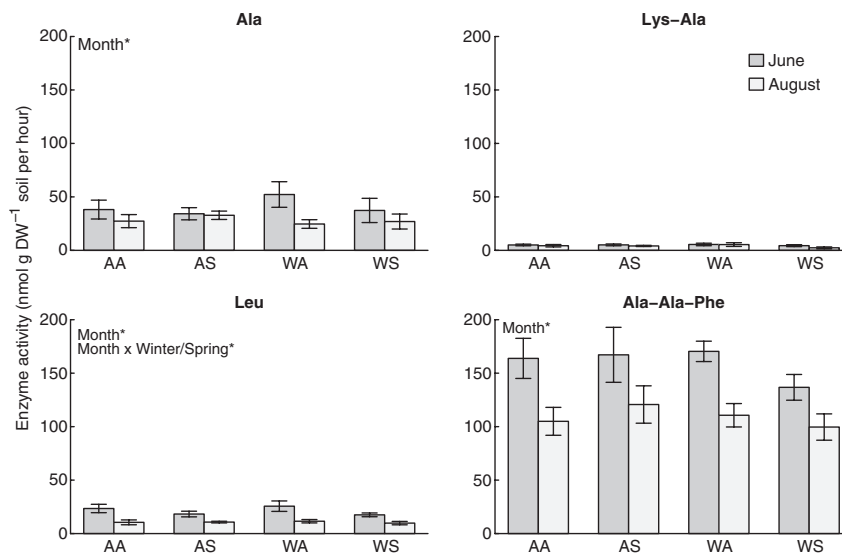 Ala
Lys−Ala
200
150
100
50
0
Month*
AA
AS
WA
WS
200
150
100
50
0
June
August
AA
AS
WA
WS
Enzyme activity (nmol g DW−1 soil per hour)
Leu
Ala−Ala−Phe
200
150
100
50
0
Month*
Month x Winter/Spring*
AA
AS
WA
WS
200
150
100
50
0
Month*
AA
AS
WA
WS